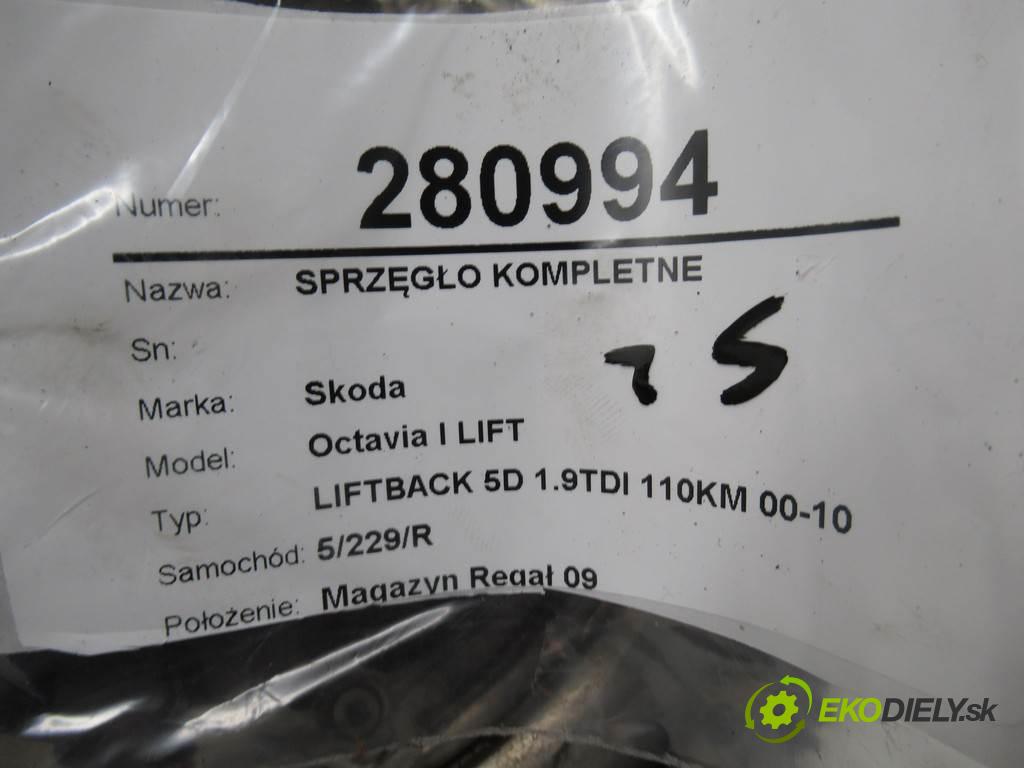 Numer: 280994
Nazwa: SPRZĘGŁO KOMPLETNE
Sn:
Marka: Skoda
Model: Octavia I LIFT
Typ: LIFTBACK 5D 1.9TDI 110KM 00-10
Samochód: 5/229/R
Położenie: Magazyn Regał 09
EKODIELY.sk